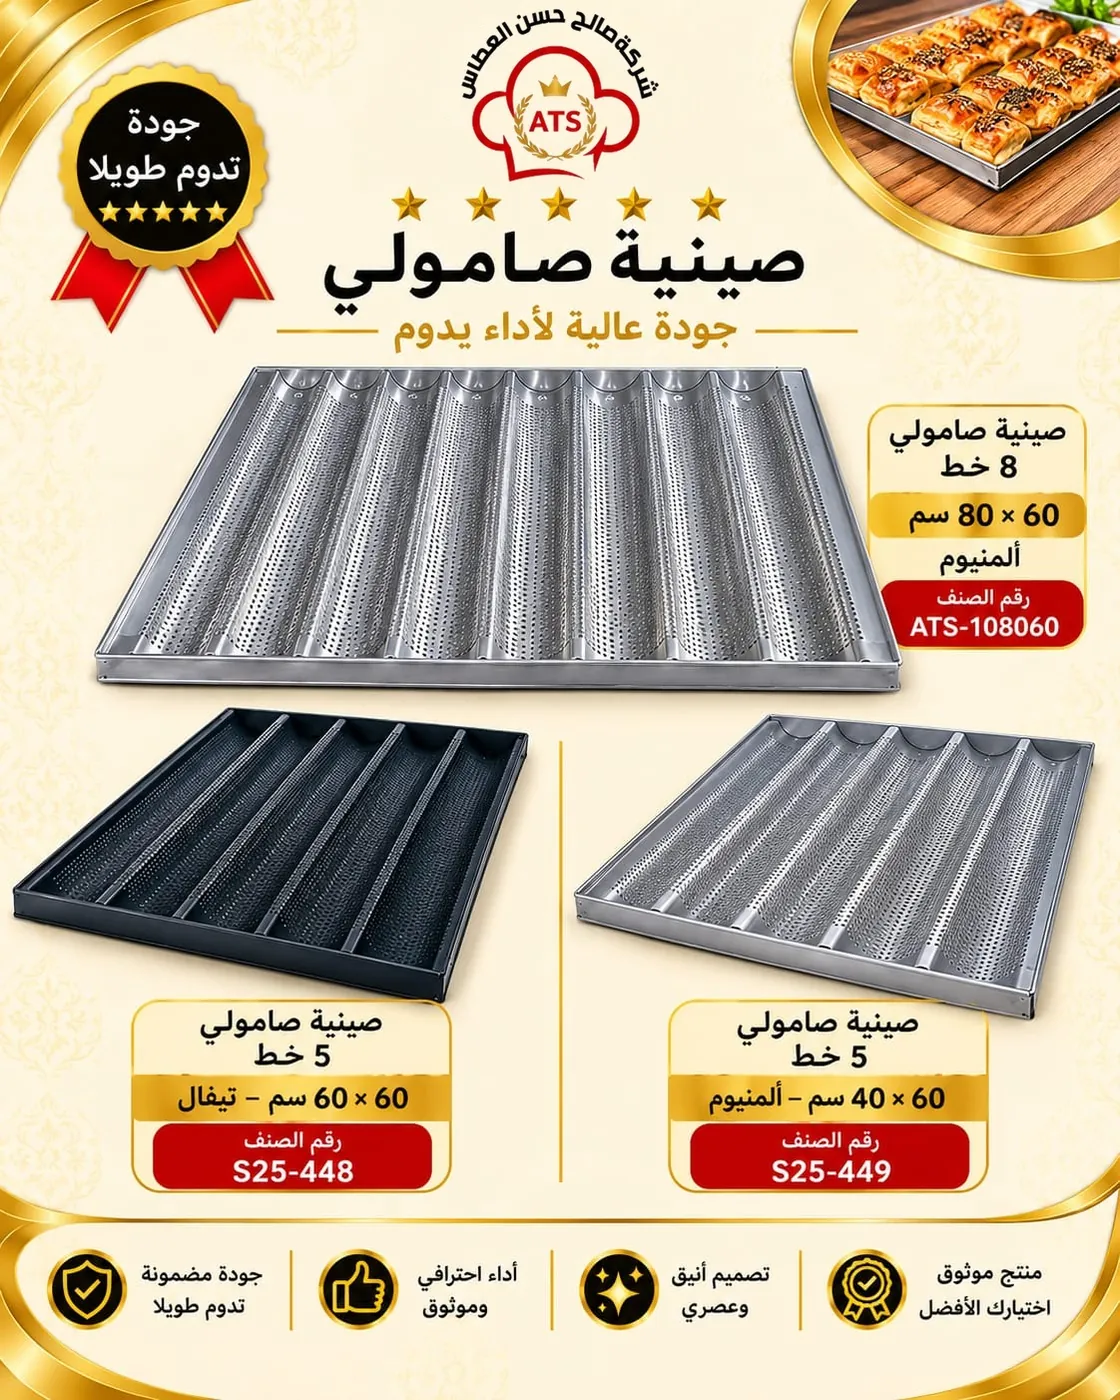 شركة صالح حسن العطاس
ATS
جودة
تدوم طويلا
صينية صامولي
جودة عالية لأداء يدوم
صينية صامولي
8 خط
60 × 80 سم
ألمنيوم
رقم الصنف
ATS-108060
صينية صامولي
5 خط
60 × 40 سم – ألمنيوم
رقم الصنف
S25-449
صينية صامولي
5 خط
60 × 60 سم – تيفال
رقم الصنف
S25-448
منتج موثوق
اختيارك الأفضل
تصميم أنيق
وعصري
أداء احترافي
وموثوق
جودة مضمونة
تدوم طويلا